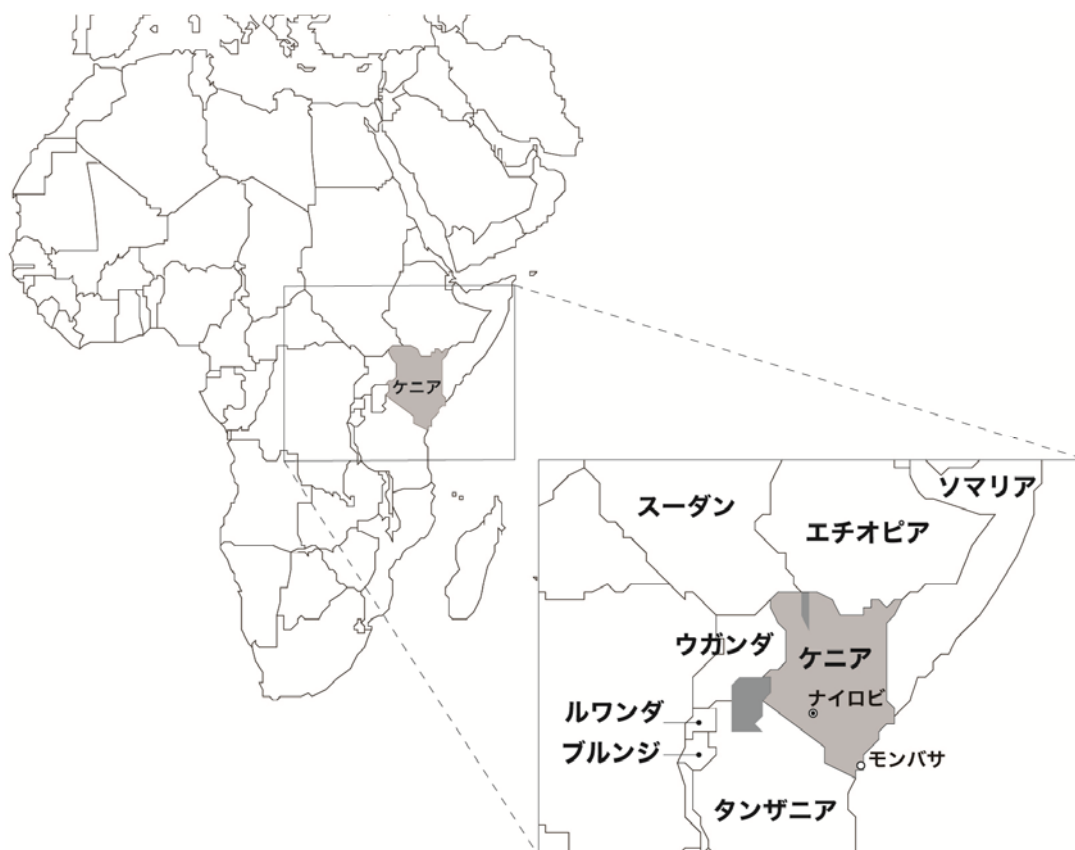 ケニア
ソマリア
スーダン
エチオピア
ウガンダ
ケニア
ナイロビ
ルワンダ
ブルンジ
モンバサ
タンザニア